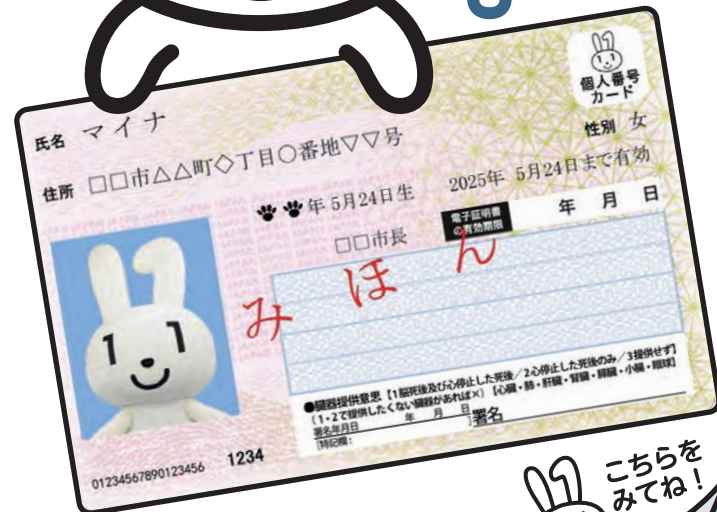 個人番号
カード
氏名 マイナ
性別 女
住所 □□市△△町◇丁目○番地▽▽号
年 5月24日生 2025年 5月24日まで有効
□□市長
電子証明書
の有効期限
年 月 日
みほん
●臓器提供意思【1脳死後及び心停止した死後/2心停止した死後のみ/3提供せず】
(1・2で提供したくない臓器があれば×)【心臓・肺・肝臓・腎臓・膵臓・小腸・眼球】
署名年月日 年 月 日 署名
[特記欄:      ]
01234567890123456 1234
こちらを
みてね!